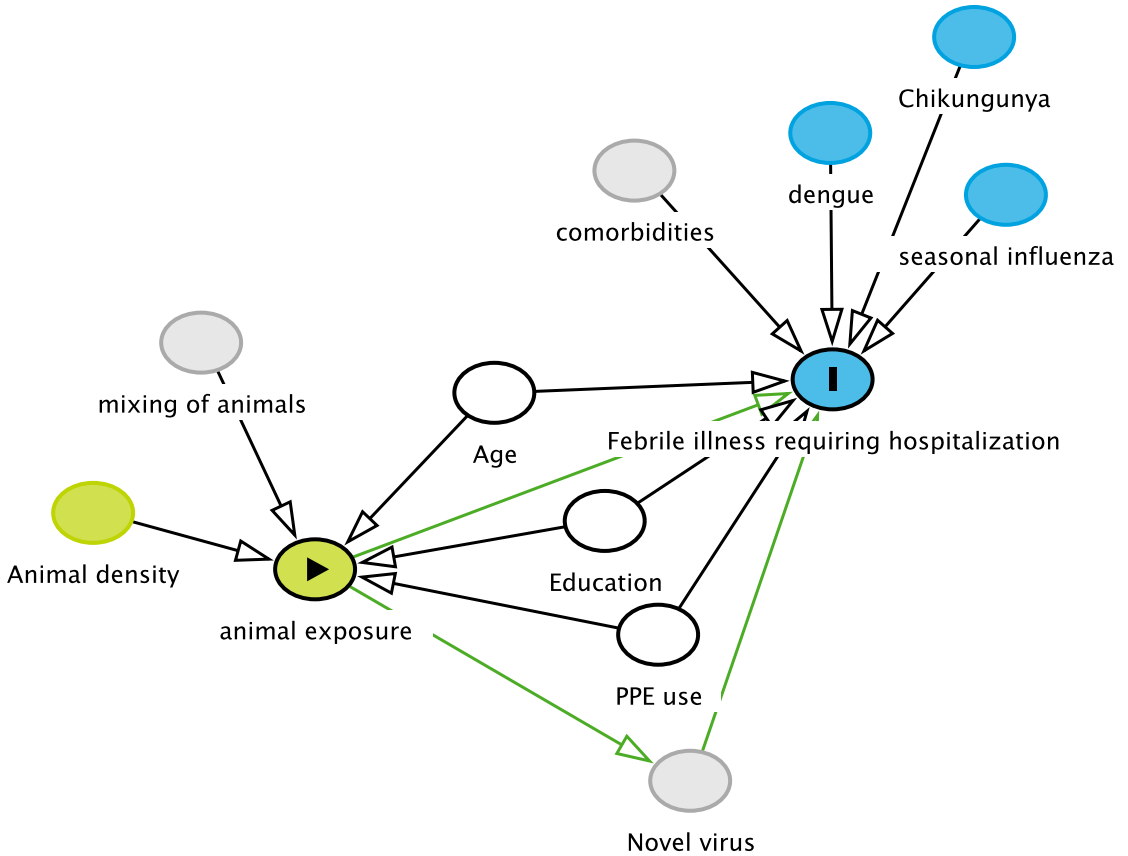 Chikungunya
dengue
comorbidities
seasonal influenza
mixing of animals
Age
Febrile illness requiring hospitalization
Animal density
Education
animal exposure
PPE use
Novel virus